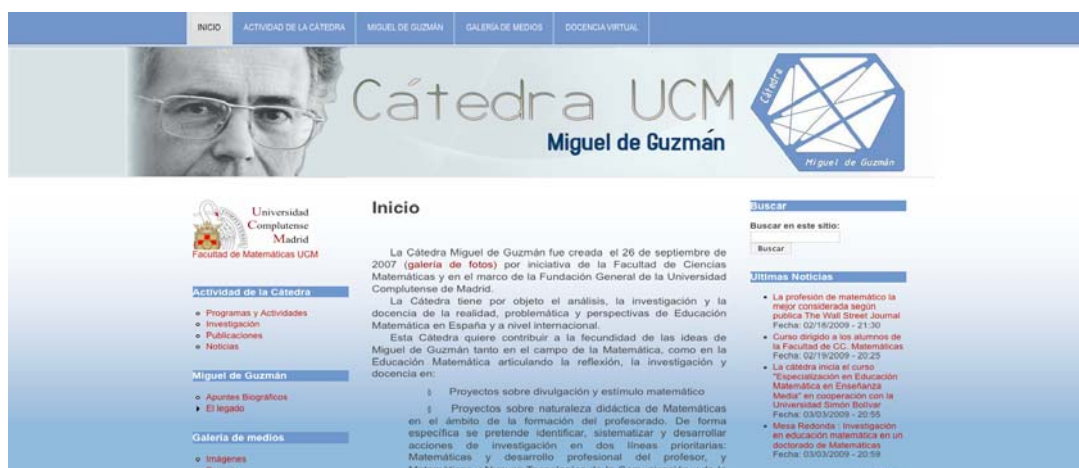 INICIO
ACTIVIDAD DE LA CÁTEDRA
MIGUEL DE GUZMÁN
GALERÍA DE MEDIOS
DOCENCIA VIRTUAL
Cátedra UCM
Miguel de Guzmán
Cátedra
Miguel de Guzmán
Universidad
Complutense
Madrid
Facultad de Matemáticas UCM
Actividad de la Cátedra
Programas y Actividades
Investigación
Publicaciones
Noticias
Miguel de Guzmán
Apuntes Biográficos
El legado
Galería de medios
Imágenes
Inicio
La Cátedra Miguel de Guzmán fue creada el 26 de septiembre de
2007 (galería de fotos) por iniciativa de la Facultad de Ciencias
Matemáticas y en el marco de la Fundación General de la Universidad
Complutense de Madrid.
La Cátedra tiene por objeto el análisis, la investigación y la
docencia de la realidad, problemática y perspectivas de Educación
Matemática en España y a nivel internacional.
Esta Cátedra quiere contribuir a la fecundidad de las ideas de
Miguel de Guzmán tanto en el campo de la Matemática, como en la
Educación Matemática articulando la reflexión, la investigación y
docencia en:
§ Proyectos sobre divulgación y estímulo matemático
§ Proyectos sobre naturaleza didáctica de Matemáticas
en el ámbito de la formación del profesorado. De forma
específica se pretende identificar, sistematizar y desarrollar
acciones de investigación en dos líneas prioritarias:
Matemáticas y desarrollo profesional del profesor, y
Buscar
Buscar en este sitio:
Buscar
Ultimas Noticias
La profesión de matemático la
mejor considerada según
publica The Wall Street Journal
Fecha: 02/18/2009 - 21:30
Curso dirigido a los alumnos de
la Facultad de CC. Matemáticas
Fecha: 02/19/2009 - 20:25
La cátedra inicia el curso
"Especialización en Educación
Matemática en Enseñanza
Media" en cooperación con la
Universidad Simón Bolívar
Fecha: 03/03/2009 - 20:55
Mesa Redonda : Investigación
en educación matemática en un
doctorado de Matemáticas
Fecha: 03/03/2009 - 20:59